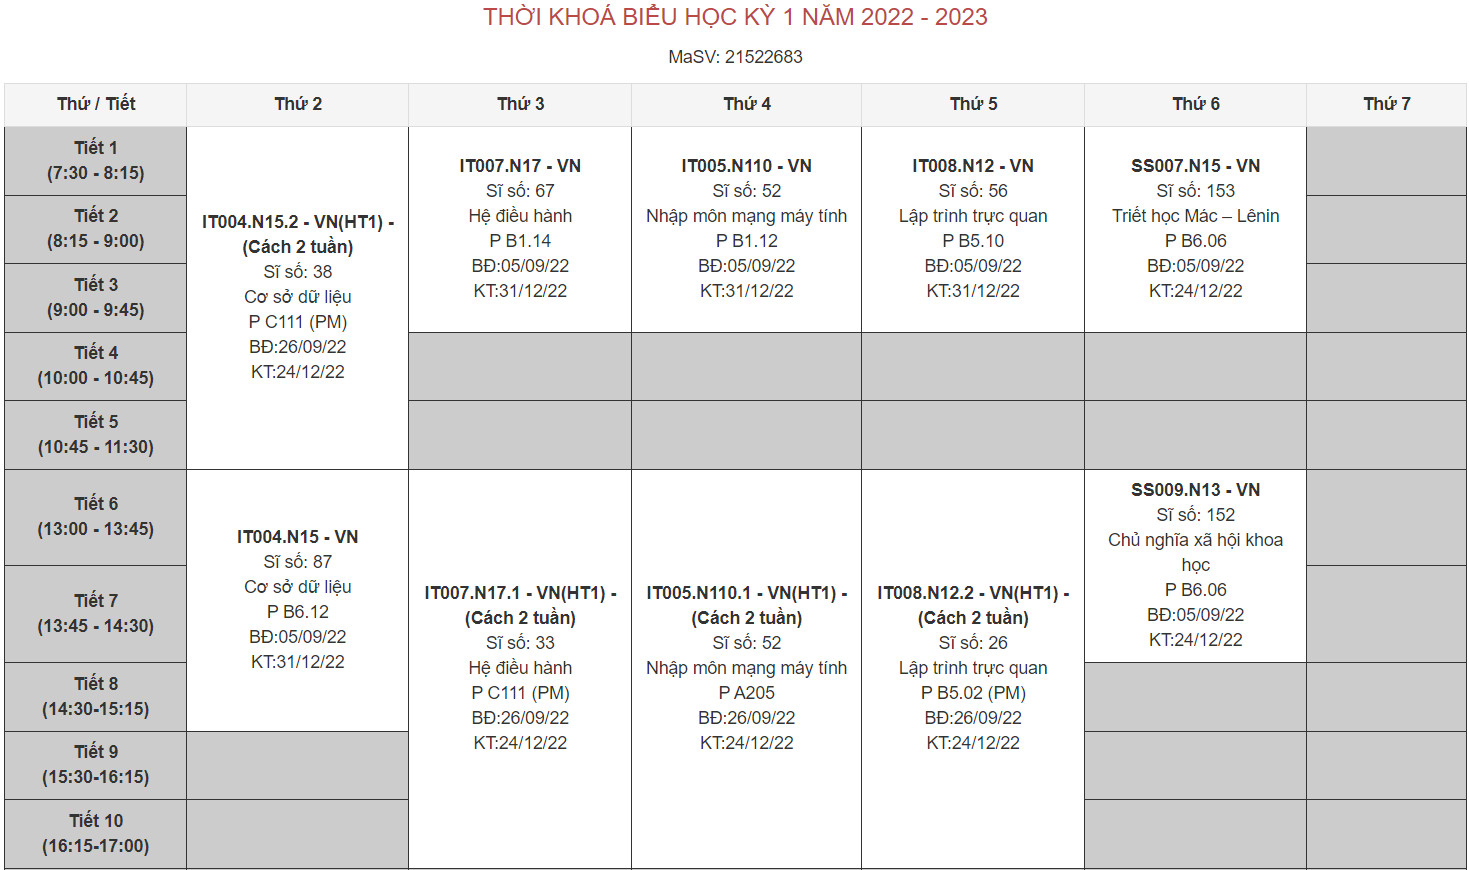 THỜI KHOÁ BIỂU HỌC KỲ 1 NĂM 2022 - 2023
MaSV: 21522683
Thứ / Tiết
Thứ 2
Thứ 3
Thứ 4
Thứ 5
Thứ 6
Thứ 7
Tiết 1
(7:30 - 8:15)
IT004.N15.2 - VN(HT1) -
(Cách 2 tuần)
Sĩ số: 38
Cơ sở dữ liệu
P C111 (PM)
BĐ:26/09/22
KT:24/12/22
IT007.N17 - VN
Sĩ số: 67
Hệ điều hành
P B1.14
BĐ:05/09/22
KT:31/12/22
IT005.N110 - VN
Sĩ số: 52
Nhập môn mạng máy tính
P B1.12
BĐ:05/09/22
KT:31/12/22
IT008.N12 - VN
Sĩ số: 56
Lập trình trực quan
P B5.10
BĐ:05/09/22
KT:31/12/22
SS007.N15 - VN
Sĩ số: 153
Triết học Mác – Lênin
P B6.06
BĐ:05/09/22
KT:24/12/22
Tiết 2
(8:15 - 9:00)
Tiết 3
(9:00 - 9:45)
Tiết 4
(10:00 - 10:45)
Tiết 5
(10:45 - 11:30)
Tiết 6
(13:00 - 13:45)
IT004.N15 - VN
Sĩ số: 87
Cơ sở dữ liệu
P B6.12
BĐ:05/09/22
KT:31/12/22
IT007.N17.1 - VN(HT1) -
(Cách 2 tuần)
Sĩ số: 33
Hệ điều hành
P C111 (PM)
BĐ:26/09/22
KT:24/12/22
IT005.N110.1 - VN(HT1) -
(Cách 2 tuần)
Sĩ số: 52
Nhập môn mạng máy tính
P A205
BĐ:26/09/22
KT:24/12/22
IT008.N12.2 - VN(HT1) -
(Cách 2 tuần)
Sĩ số: 26
Lập trình trực quan
P B5.02 (PM)
BĐ:26/09/22
KT:24/12/22
SS009.N13 - VN
Sĩ số: 152
Chủ nghĩa xã hội khoa
học
P B6.06
BĐ:05/09/22
KT:24/12/22
Tiết 7
(13:45 - 14:30)
Tiết 8
(14:30-15:15)
Tiết 9
(15:30-16:15)
Tiết 10
(16:15-17:00)